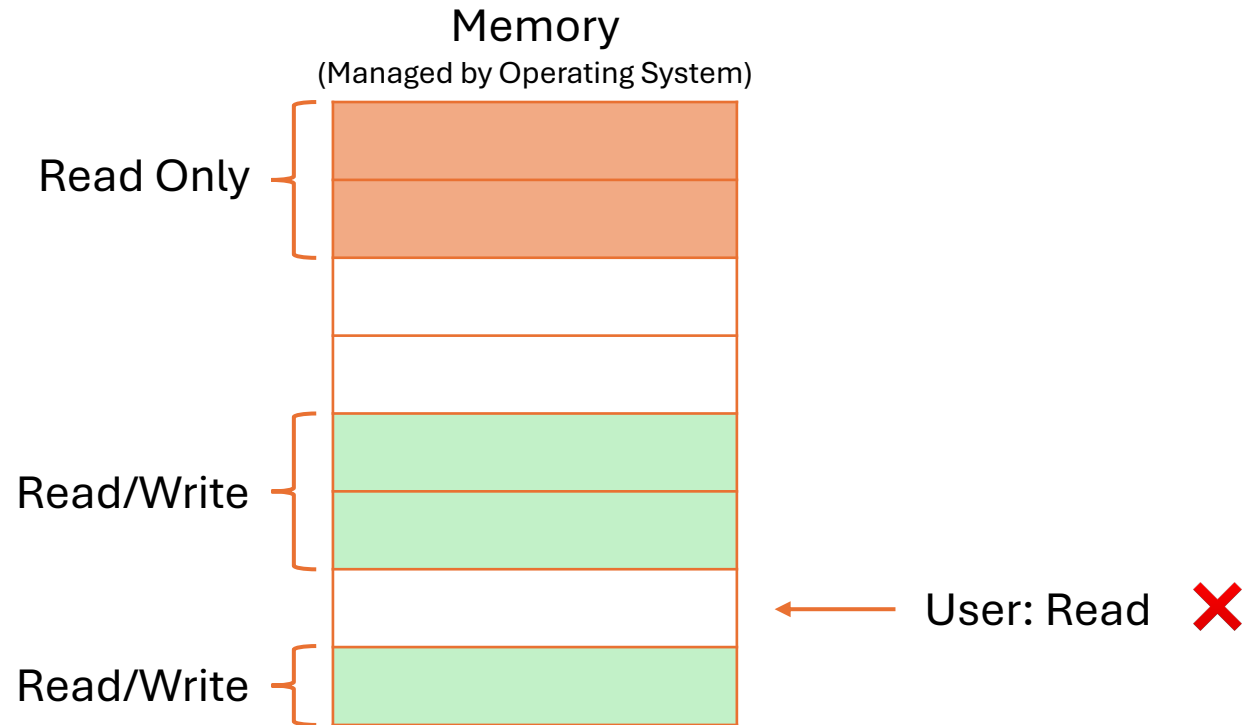 Memory
(Managed by Operating System)
Read Only
Read/Write
User: Read
Read/Write